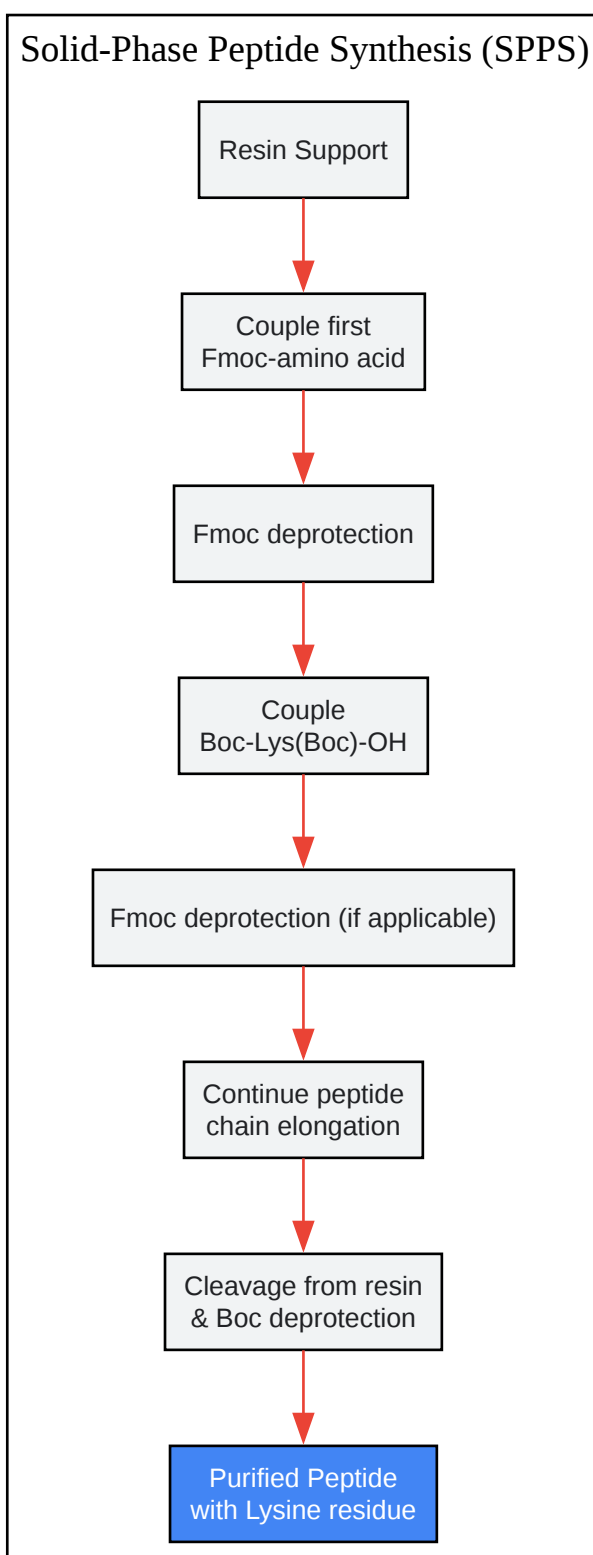 Solid-Phase Peptide Synthesis (SPPS)
Resin Support
Couple first
Fmoc-amino acid
Fmoc deprotection
Couple
Boc-Lys(Boc)-OH
Fmoc deprotection (if applicable)
Continue peptide
chain elongation
Cleavage from resin
& Boc deprotection
Purified Peptide
with Lysine residue